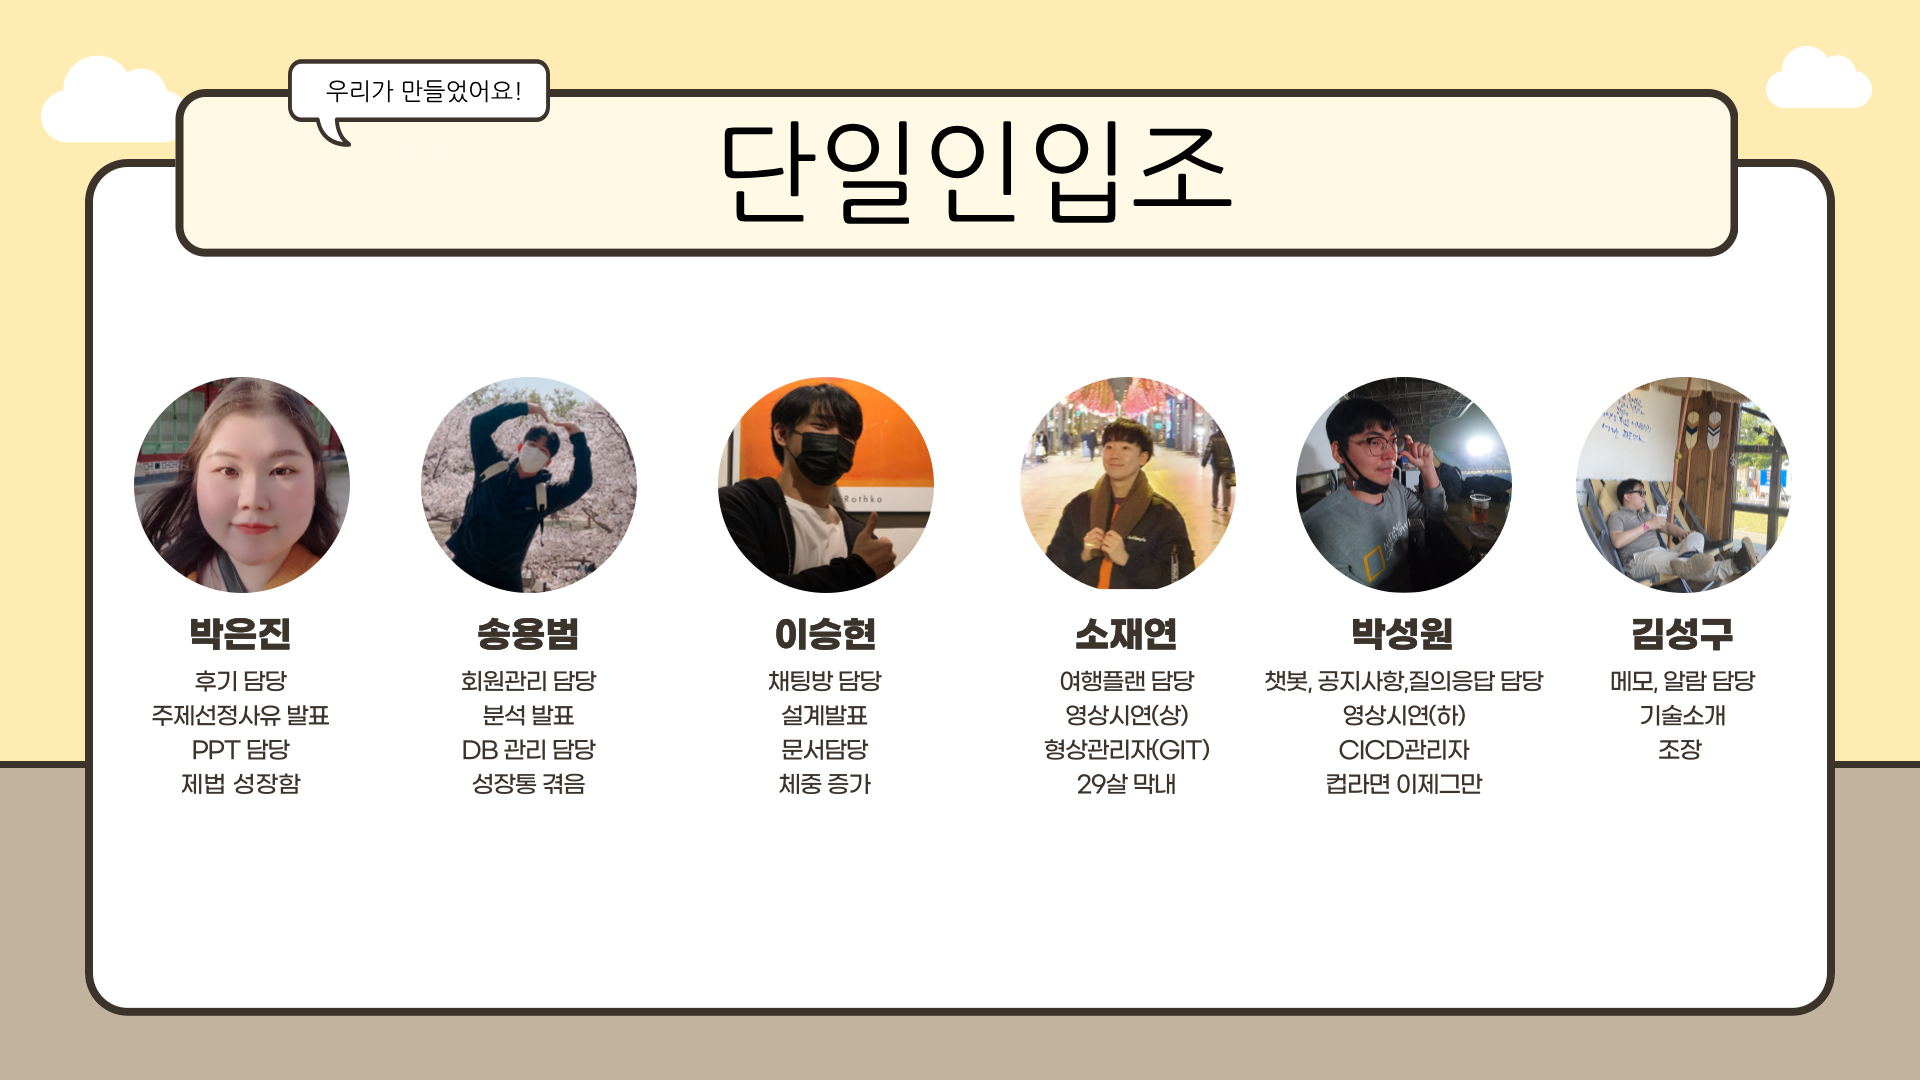 우리가 만들었어요!
단일인입조
Rothko
박은진
후기 담당
주제선정사유 발표
PPT 담당
제법 성장함
송용범
회원관리 담당
분석 발표
DB 관리 담당
성장통 겪음
이승현
채팅방 담당
설계발표
문서담당
체중 증가
소재연
여행플랜 담당
영상시연(상)
형상관리자(GIT)
29살 막내
박성원
챗봇, 공지사항,질의응답 담당
영상시연(하)
CICD관리자
컵라면 이제그만
김성구
메모, 알람 담당
기술소개
조장